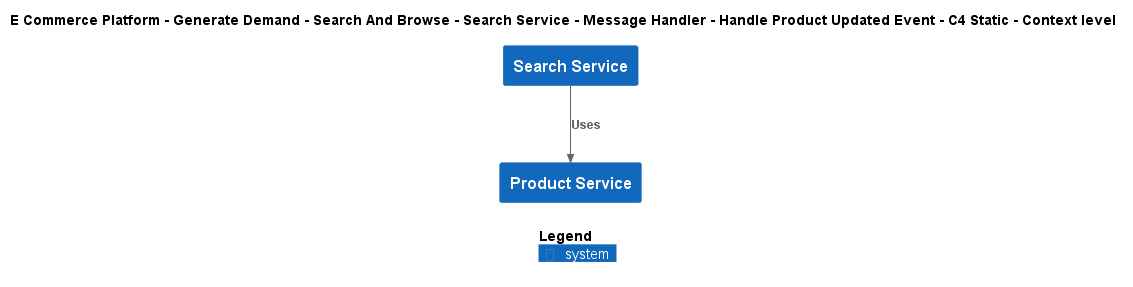 E Commerce Platform - Generate Demand - Search And Browse - Search Service - Message Handler - Handle Product Updated Event - C4 Static - Context level
Search Service
Uses
Product Service
Legend
system